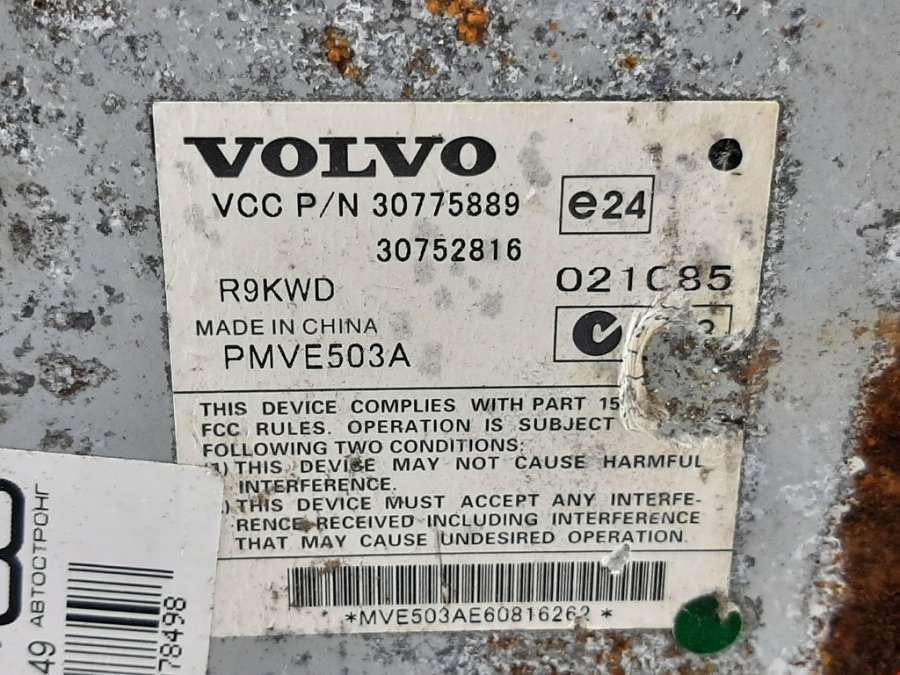 VOLVO
VCC P/N 30775889
e24
30752816
R9KWD
021C85
MADE IN CHINA
PMVE503A
THIS DEVICE COMPLIES WITH PART 15
FCC RULES. OPERATION IS SUBJECT
FOLLOWING TWO CONDITIONS:
(1) THIS DEVICE MAY NOT CAUSE HARMFUL
INTERFERENCE.
) THIS DEVICE MUST ACCEPT ANY INTERFE-
RENCE RECEIVED INCLUDING INTERFERENCE
THAT MAY CAUSE UNDESIRED OPERATION.
*MVE503AE60816262*
49 АВТОСТРОНГ
78498